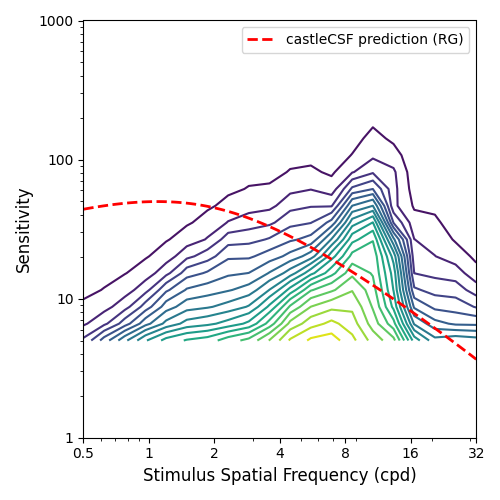 1000
castleCSF prediction (RG)
100
Sensitivity
10
1
0.5 1 2 4 8 16 32
Stimulus Spatial Frequency (cpd)